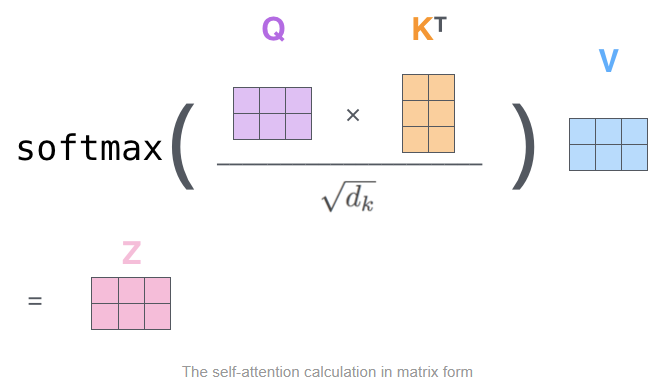 Q
×
Kᵀ
V
softmax( )
√dₖ
Z
=
The self-attention calculation in matrix form